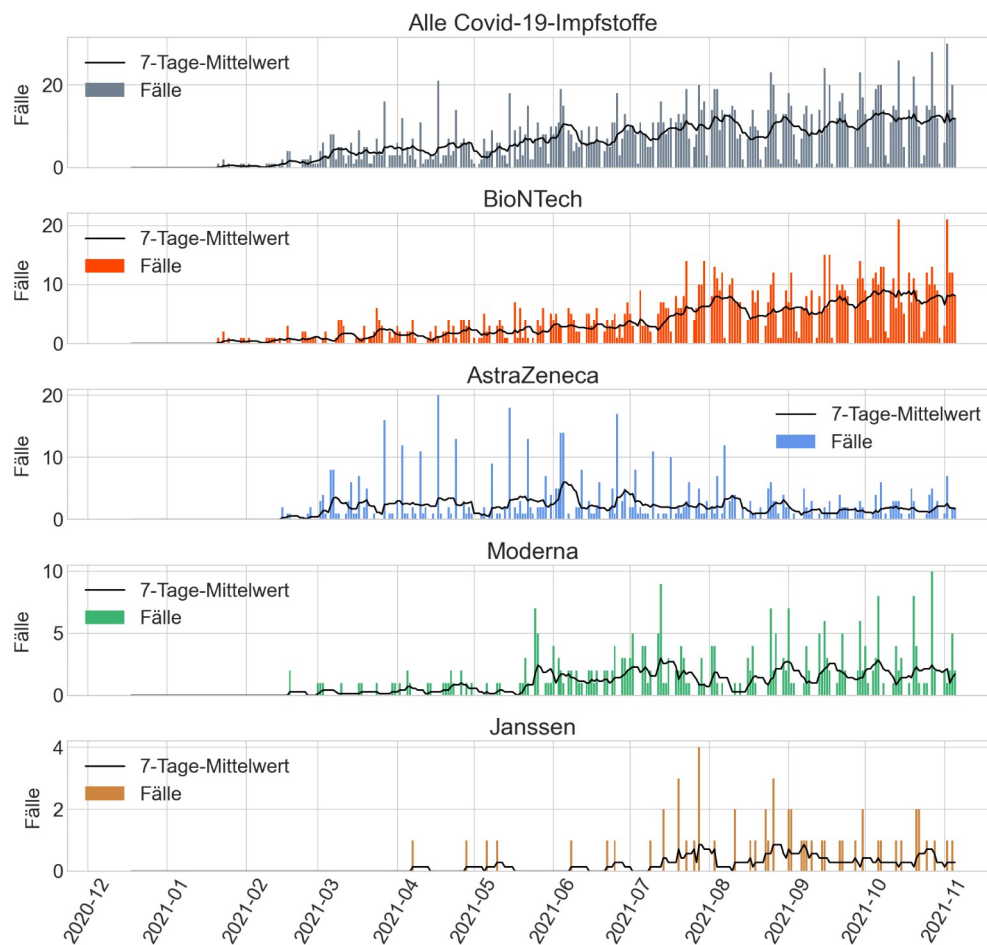 Alle Covid-19-Impfstoffe
Fälle
20
0
7-Tage-Mittelwert
Fälle
BioNTech
Fälle
20
10
0
7-Tage-Mittelwert
Fälle
AstraZeneca
Fälle
20
10
0
7-Tage-Mittelwert
Fälle
Moderna
Fälle
10
5
0
7-Tage-Mittelwert
Fälle
Janssen
Fälle
4
2
0
7-Tage-Mittelwert
Fälle
2020-12
2021-01
2021-02
2021-03
2021-04
2021-05
2021-06
2021-07
2021-08
2021-09
2021-10
2021-11